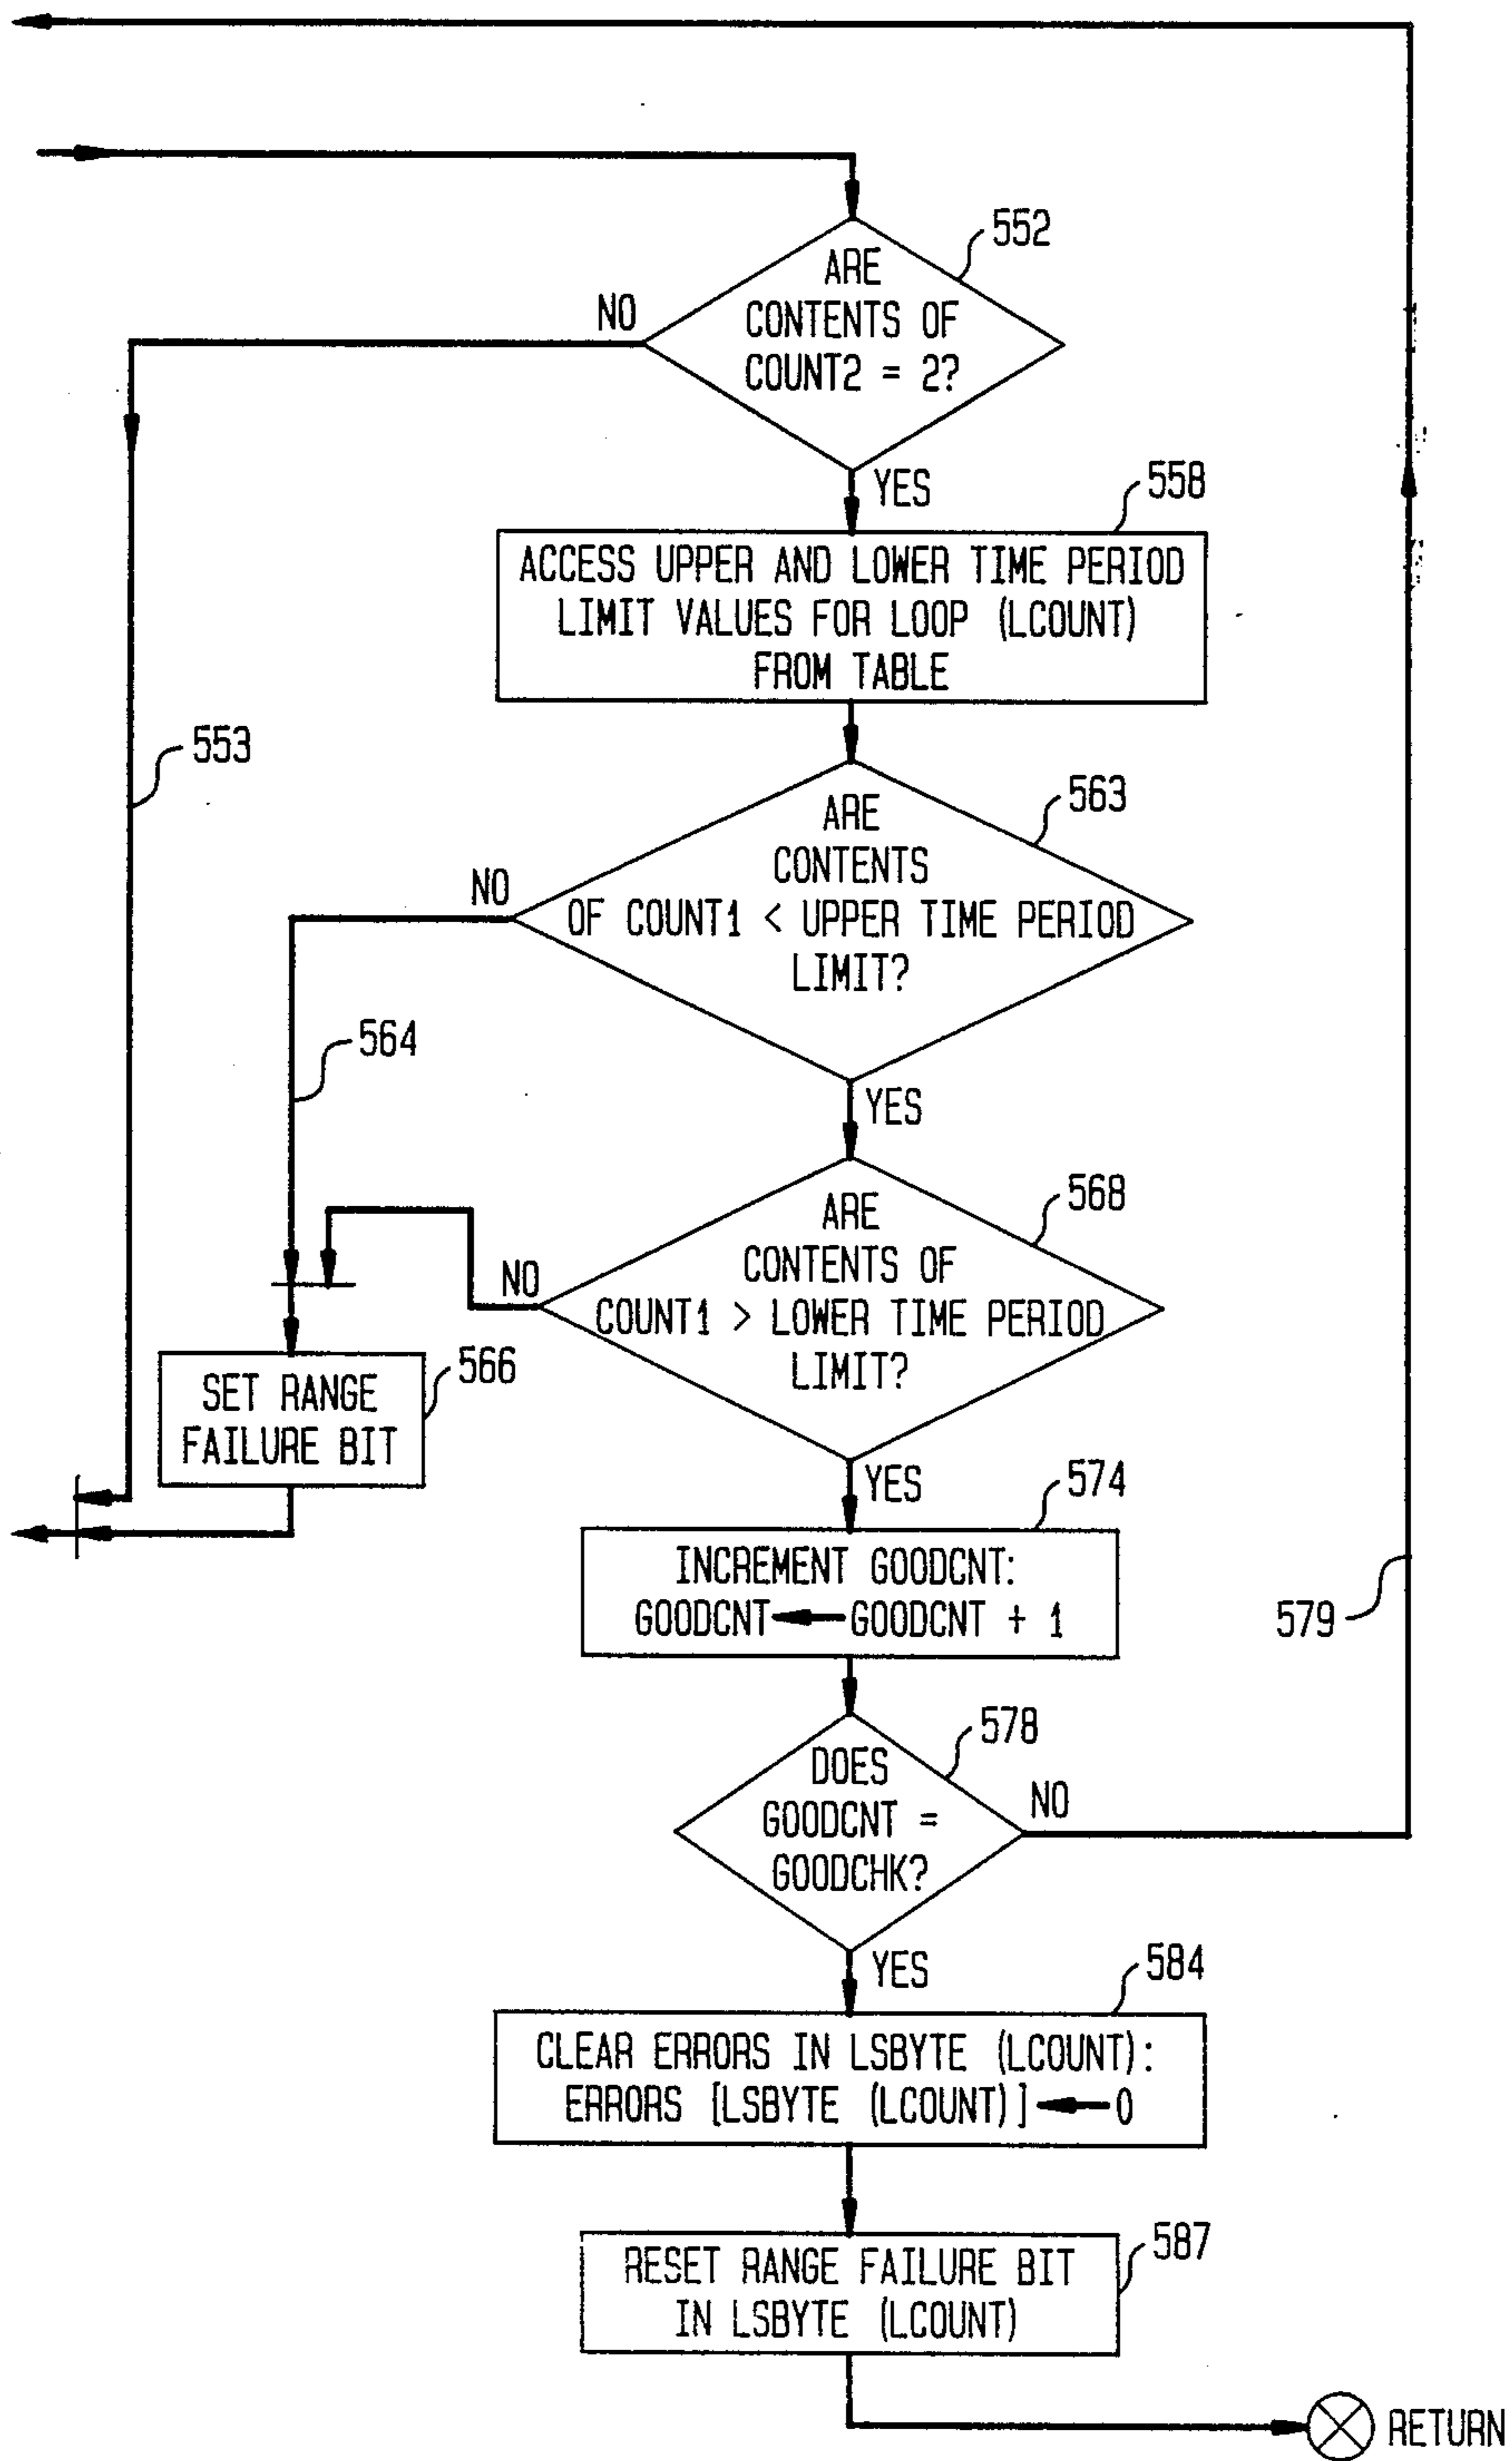 552
ARE
CONTENTS OF
COUNT2 = 2?
NO
YES
558
ACCESS UPPER AND LOWER TIME PERIOD
LIMIT VALUES FOR LOOP (LCOUNT)
FROM TABLE
553
563
ARE
CONTENTS
OF COUNT1 < UPPER TIME PERIOD
LIMIT?
NO
564
YES
568
ARE
CONTENTS OF
COUNT1 > LOWER TIME PERIOD
LIMIT?
NO
566
SET RANGE
FAILURE BIT
YES
574
INCREMENT GOODCNT:
GOODCNT ← GOODCNT + 1
579
578
DOES
GOODCNT =
GOODCHK?
NO
YES
584
CLEAR ERRORS IN LSBYTE (LCOUNT):
ERRORS [LSBYTE (LCOUNT)] ← 0
587
RESET RANGE FAILURE BIT
IN LSBYTE (LCOUNT)
RETURN